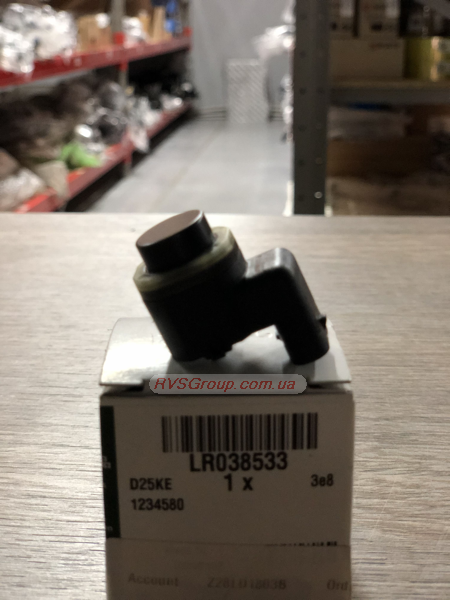 RVSGroup.com.ua
LR038533
D25KE 1 x 3e8
1234580
Account